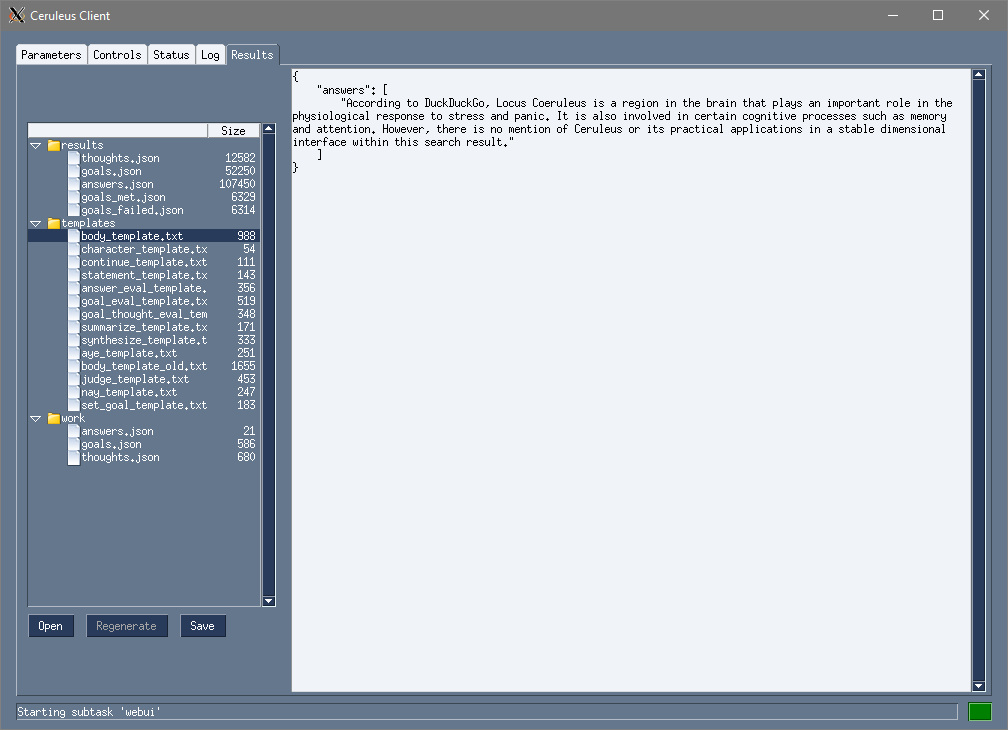 Ceruleus Client
Parameters Controls Status Log Results
Size
results
thoughts.json 12582
goals.json 52250
answers.json 107450
goals_met.json 6329
goals_failed.json 6314
templates
body_template.txt 988
character_template.tx 54
continue_template.txt 111
statement_template.tx 143
answer_eval_template. 356
goal_eval_template.tx 519
goal_thought_eval_tem 348
summarize_template.tx 171
synthesize_template.t 333
aye_template.txt 251
body_template_old.txt 1655
judge_template.txt 453
nay_template.txt 247
set_goal_template.txt 183
work
answers.json 21
goals.json 586
thoughts.json 680
Open Regenerate Save
{
"answers": [
"According to DuckDuckGo, Locus Coeruleus is a region in the brain that plays an important role in the
physiological response to stress and panic. It is also involved in certain cognitive processes such as memory
and attention. However, there is no mention of Ceruleus or its practical applications in a stable dimensional
interface within this search result."
]
}
Starting subtask 'webui'